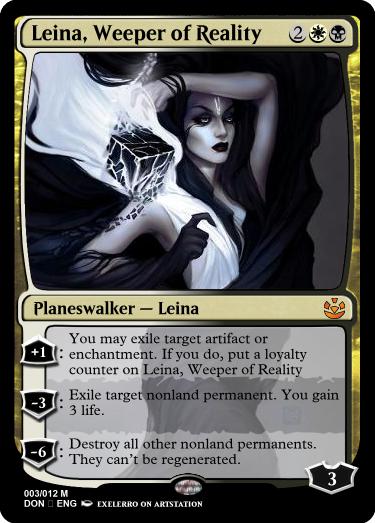 Leina, Weeper of Reality 2
Planeswalker — Leina
+1: You may exile target artifact or
enchantment. If you do, put a loyalty
counter on Leina, Weeper of Reality
-3: Exile target nonland permanent. You gain
3 life.
-6: Destroy all other nonland permanents.
They can't be regenerated.
3
003/012 M
DON ENG EXELERRO ON ARTSTATION